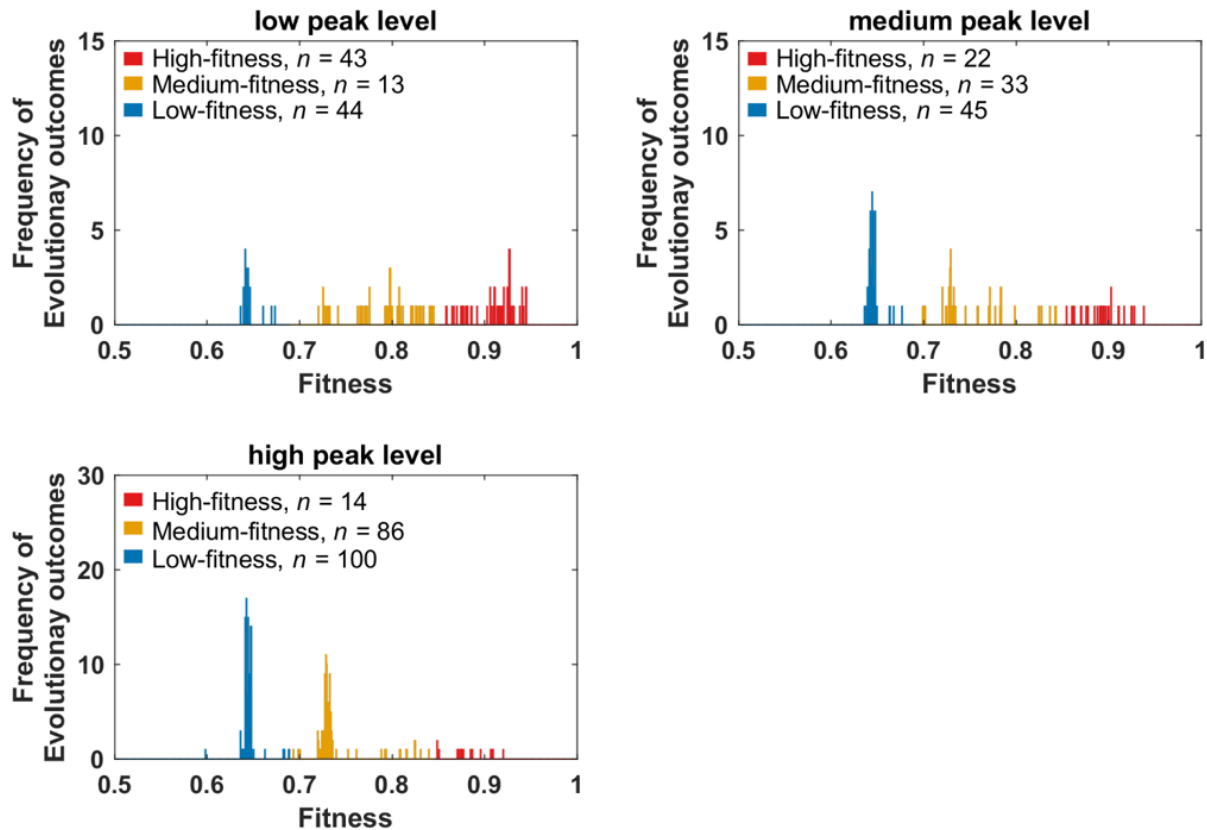 low peak level
15
10
5
0
High-fitness, n = 43
Medium-fitness, n = 13
Low-fitness, n = 44
Frequency of
Evolutionay outcomes
0.5 0.6 0.7 0.8 0.9 1
Fitness
medium peak level
15
10
5
0
High-fitness, n = 22
Medium-fitness, n = 33
Low-fitness, n = 45
Frequency of
Evolutionay outcomes
0.5 0.6 0.7 0.8 0.9 1
Fitness
high peak level
30
20
10
0
High-fitness, n = 14
Medium-fitness, n = 86
Low-fitness, n = 100
Frequency of
Evolutionay outcomes
0.5 0.6 0.7 0.8 0.9 1
Fitness